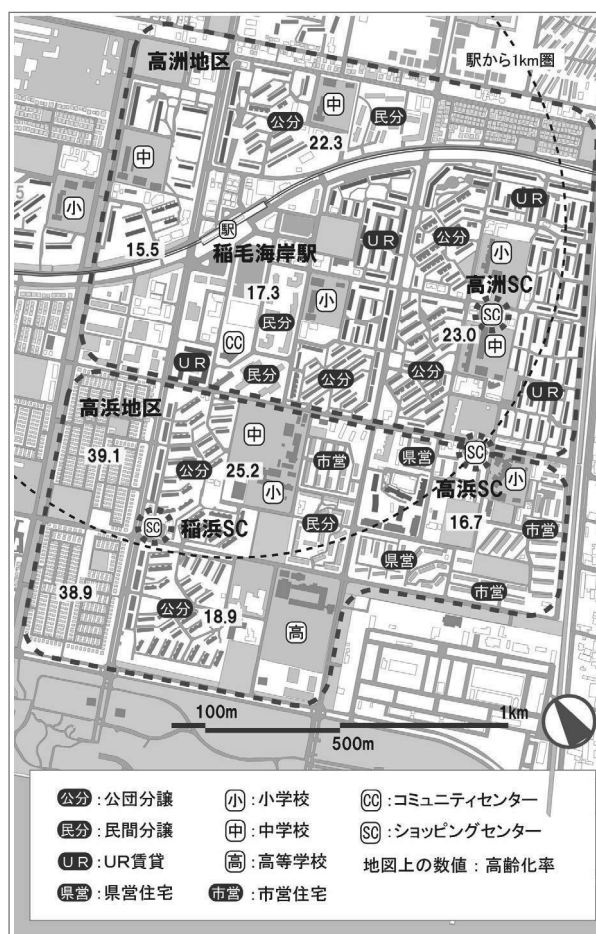 高洲地区
駅から1km圏
中
公分
民分
22.3
中
小
5
15.5
駅
稲毛海岸駅
UR
公分
UR
小
高洲SC
SC
17.3
小
民分
CC
23.0
中
UR
民分
公分
公分
UR
高浜地区
39.1
中
公分
25.2
市営
県営
SC
高浜SC
小
小
SC
稲浜SC
民分
16.7
市営
県営
38.9
公分
18.9
高
市営
100m
500m
1km
公分:公団分譲
小:小学校
CC:コミュニティセンター
民分:民間分譲
中:中学校
SC:ショッピングセンター
UR:UR賃貸
高:高等学校
地図上の数値:高齢化率
県営:県営住宅
市営:市営住宅